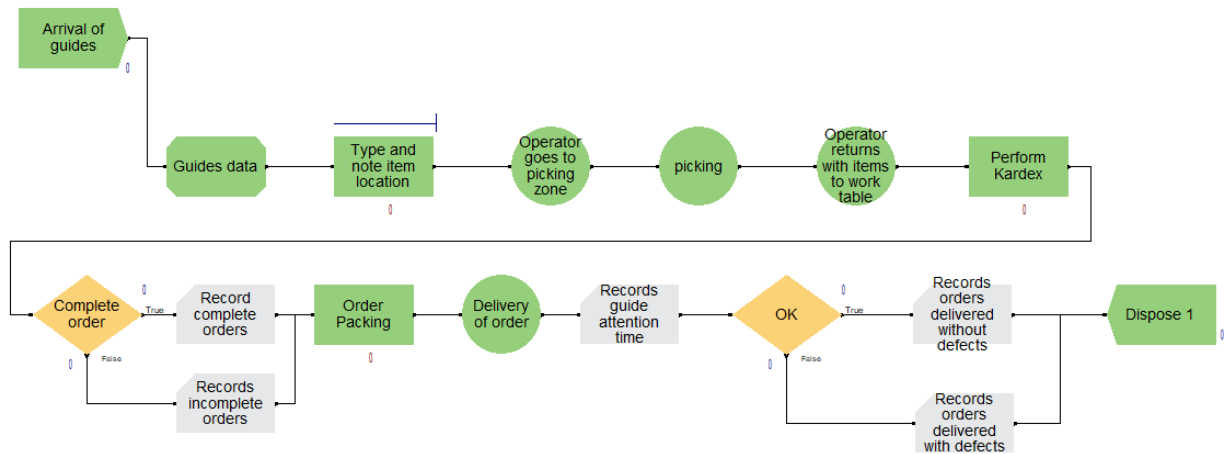 Arrival of
guides
0
Guides data
Type and
note item
location
0
Operator
goes to
picking
zone
picking
Operator
returns
with items
to work
table
Perform
Kardex
0
Complete
order
0
True
0
False
Record
complete
orders
Records
incomplete
orders
Order
Packing
0
Delivery
of order
Records
guide
attention
time
OK
0
True
0
False
Records
orders
delivered
without
defects
Records
orders
delivered
with defects
Dispose 1
0